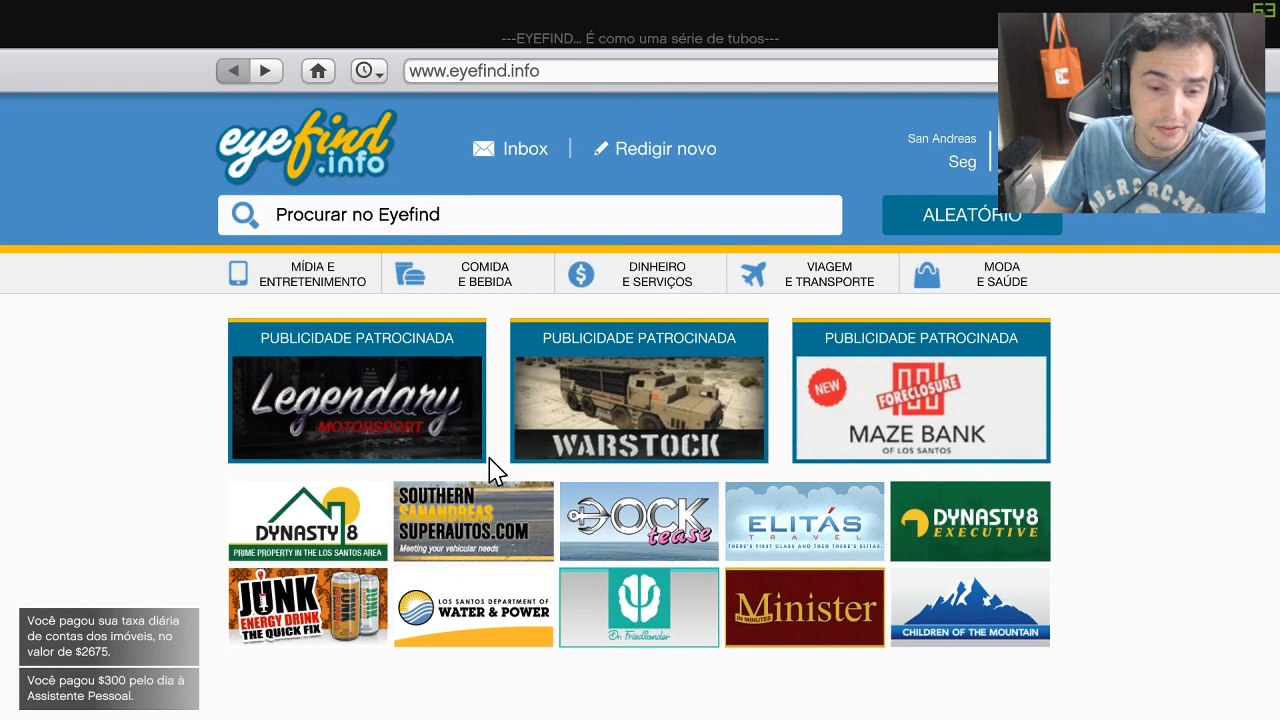 63
---EYEFIND... É como uma série de tubos---
www.eyefind.info
eyefind
.info
Inbox
Redigir novo
San Andreas
Seg
Procurar no Eyefind
ALEATÓRIO
MÍDIA E
ENTRETENIMENTO
COMIDA
E BEBIDA
DINHEIRO
E SERVIÇOS
VIAGEM
E TRANSPORTE
MODA
E SAÚDE
PUBLICIDADE PATROCINADA
Legendary
MOTORSPORT
PUBLICIDADE PATROCINADA
WARSTOCK
PUBLICIDADE PATROCINADA
NEW
FORECLOSURE
MAZE BANK
OF LOS SANTOS
DYNASTY 8
PRIME PROPERTY IN THE LOS SANTOS AREA
SOUTHERN
SANANDREAS
SUPERAUTOS.COM
Meeting your vehicular needs
DOCK
tease
ELITÁS
TRAVEL
THERE'S FIRST CLASS AND THEN THERE'S ELITAS
DYNASTY 8
EXECUTIVE
JUNK
ENERGY DRINK
THE QUICK FIX
LOS SANTOS DEPARTMENT OF
WATER & POWER
Dr. Friedlander
Minister
IN MINUTES
CHILDREN OF THE MOUNTAIN
Você pagou sua taxa diária
de contas dos imóveis, no
valor de $2675.
Você pagou $300 pelo dia à
Assistente Pessoal.